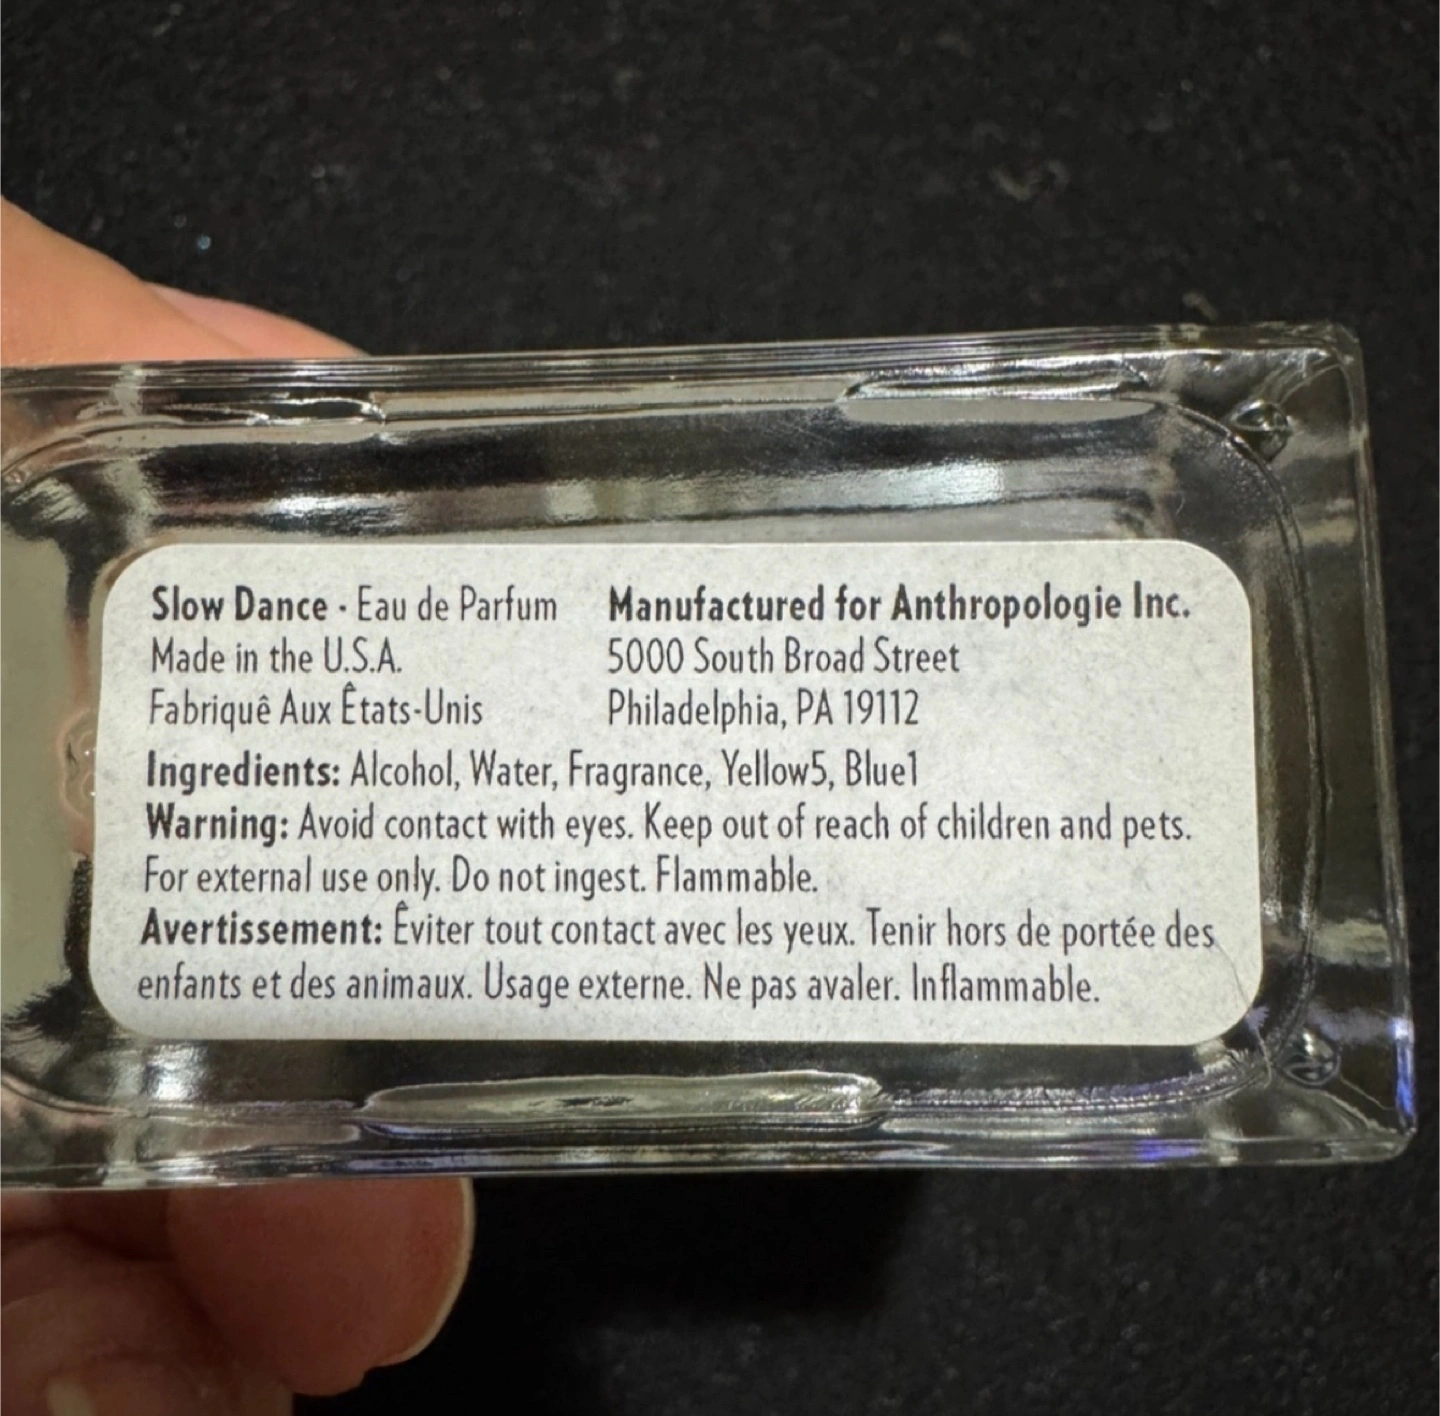 Slow Dance · Eau de Parfum
Made in the U.S.A.
Fabriquê Aux Êtats-Unis
Manufactured for Anthropologie Inc.
5000 South Broad Street
Philadelphia, PA 19112
Ingredients: Alcohol, Water, Fragrance, Yellow5, Blue1
Warning: Avoid contact with eyes. Keep out of reach of children and pets.
For external use only. Do not ingest. Flammable.
Avertissement: Êviter tout contact avec les yeux. Tenir hors de portée des
enfants et des animaux. Usage externe. Ne pas avaler. Inflammable.